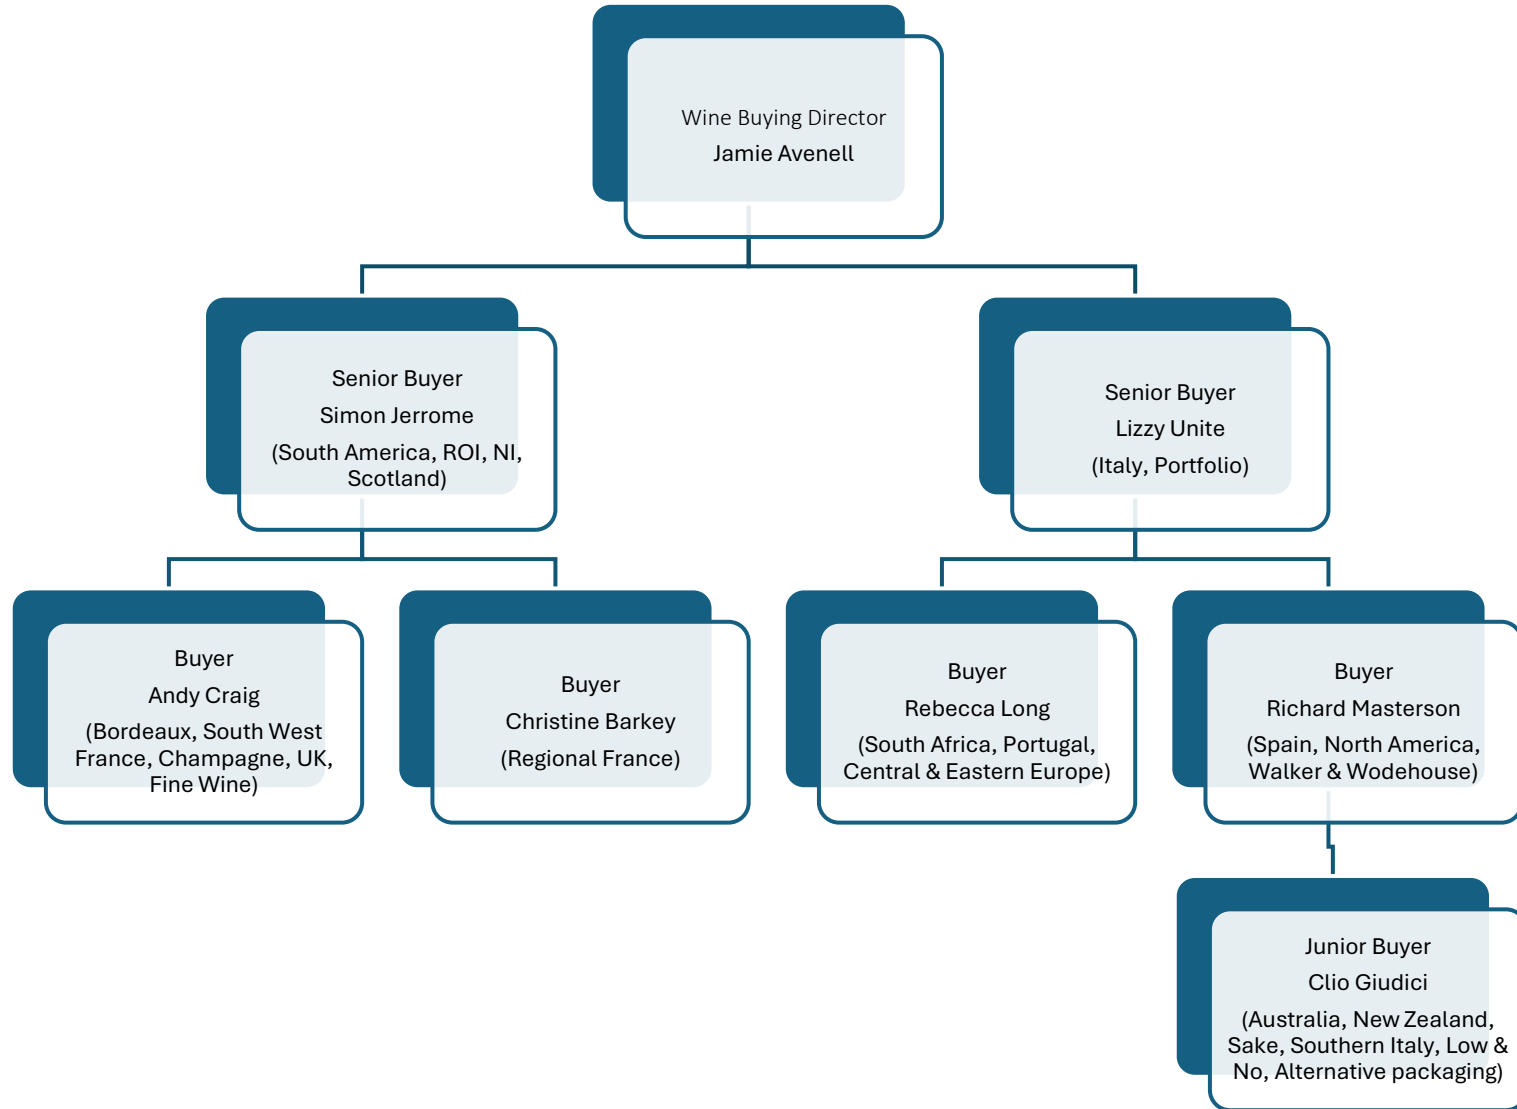 Wine Buying Director
Jamie Avenell
Senior Buyer
Simon Jerrome
(South America, ROI, NI,
Scotland)
Senior Buyer
Lizzy Unite
(Italy, Portfolio)
Buyer
Andy Craig
(Bordeaux, South West
France, Champagne, UK,
Fine Wine)
Buyer
Christine Barkey
(Regional France)
Buyer
Rebecca Long
(South Africa, Portugal,
Central & Eastern Europe)
Buyer
Richard Masterson
(Spain, North America,
Walker & Wodehouse)
Junior Buyer
Clio Giudici
(Australia, New Zealand,
Sake, Southern Italy, Low &
No, Alternative packaging)